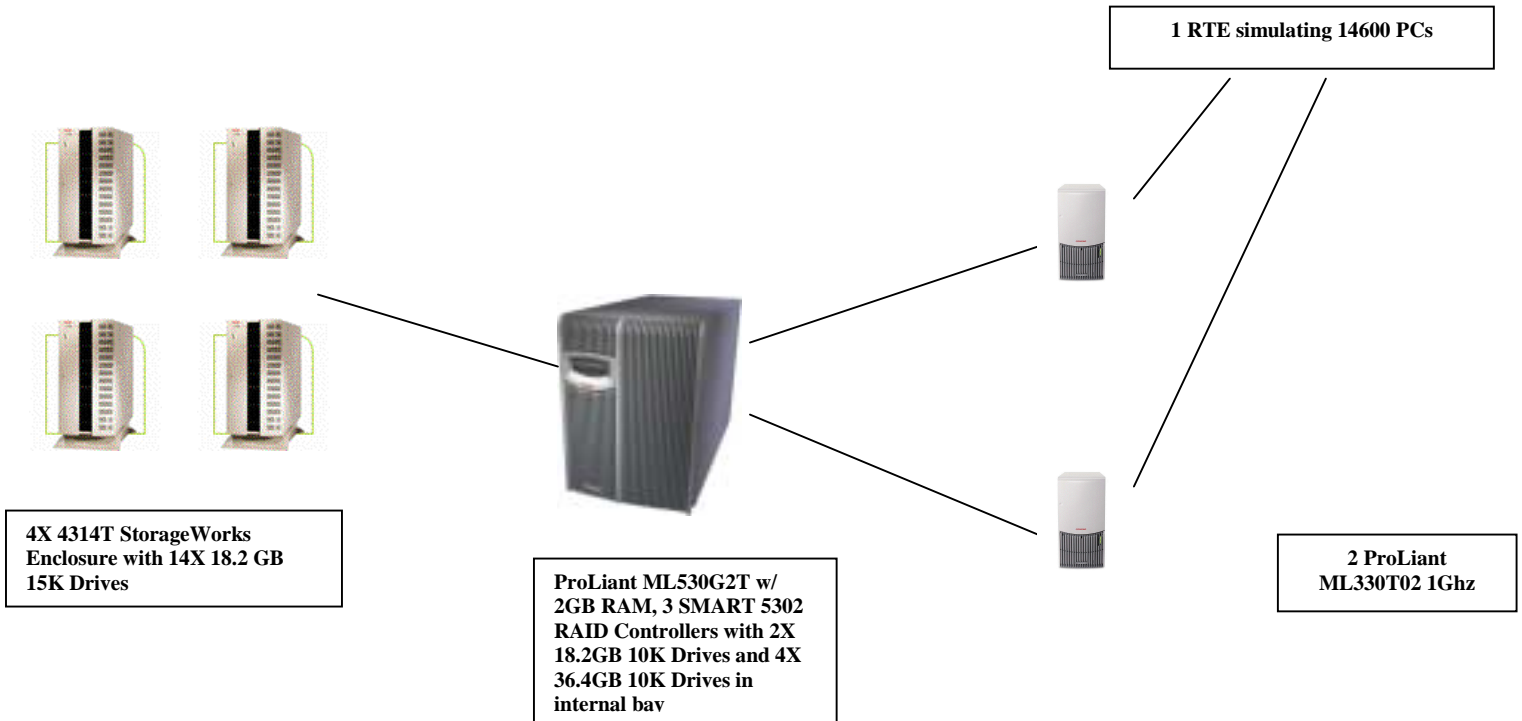 1 RTE simulating 14600 PCs
4X 4314T StorageWorks
Enclosure with 14X 18.2 GB
15K Drives
ProLiant ML530G2T w/
2GB RAM, 3 SMART 5302
RAID Controllers with 2X
18.2GB 10K Drives and 4X
36.4GB 10K Drives in
internal bay
2 ProLiant
ML330T02 1Ghz